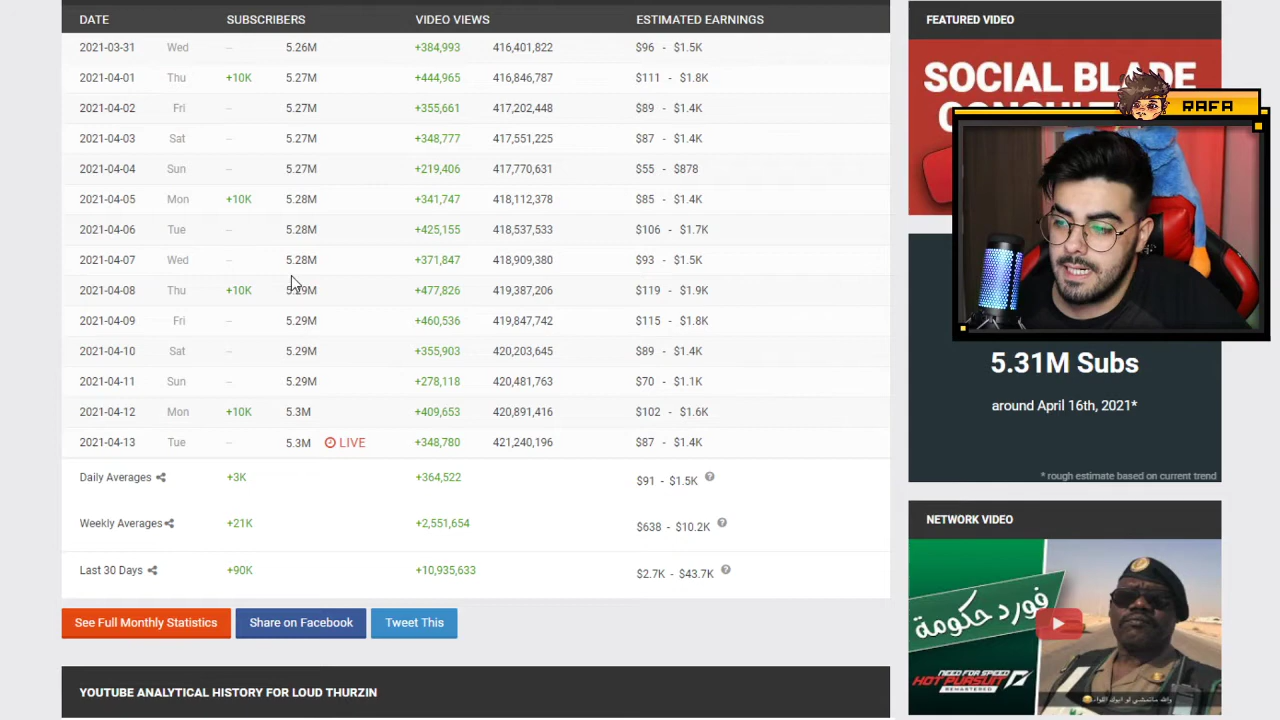 DATE SUBSCRIBERS VIDEO VIEWS ESTIMATED EARNINGS
2021-03-31 Wed -- 5.26M +384,993 416,401,822 $96 - $1.5K
2021-04-01 Thu +10K 5.27M +444,965 416,846,787 $111 - $1.8K
2021-04-02 Fri -- 5.27M +355,661 417,202,448 $89 - $1.4K
2021-04-03 Sat -- 5.27M +348,777 417,551,225 $87 - $1.4K
2021-04-04 Sun -- 5.27M +219,406 417,770,631 $55 - $878
2021-04-05 Mon +10K 5.28M +341,747 418,112,378 $85 - $1.4K
2021-04-06 Tue -- 5.28M +425,155 418,537,533 $106 - $1.7K
2021-04-07 Wed -- 5.28M +371,847 418,909,380 $93 - $1.5K
2021-04-08 Thu +10K 5.29M +477,826 419,387,206 $119 - $1.9K
2021-04-09 Fri -- 5.29M +460,536 419,847,742 $115 - $1.8K
2021-04-10 Sat -- 5.29M +355,903 420,203,645 $89 - $1.4K
2021-04-11 Sun -- 5.29M +278,118 420,481,763 $70 - $1.1K
2021-04-12 Mon +10K 5.3M +409,653 420,891,416 $102 - $1.6K
2021-04-13 Tue -- 5.3M LIVE +348,780 421,240,196 $87 - $1.4K
Daily Averages +3K +364,522 $91 - $1.5K
Weekly Averages +21K +2,551,654 $638 - $10.2K
Last 30 Days +90K +10,935,633 $2.7K - $43.7K
See Full Monthly Statistics Share on Facebook Tweet This
YOUTUBE ANALYTICAL HISTORY FOR LOUD THURZIN
FEATURED VIDEO
SOCIAL BLADE
RAFA
5.31M Subs
around April 16th, 2021*
* rough estimate based on current trend
NETWORK VIDEO
فورد حكومة
NEED FOR SPEED
HOT PURSUIT
REMASTERED